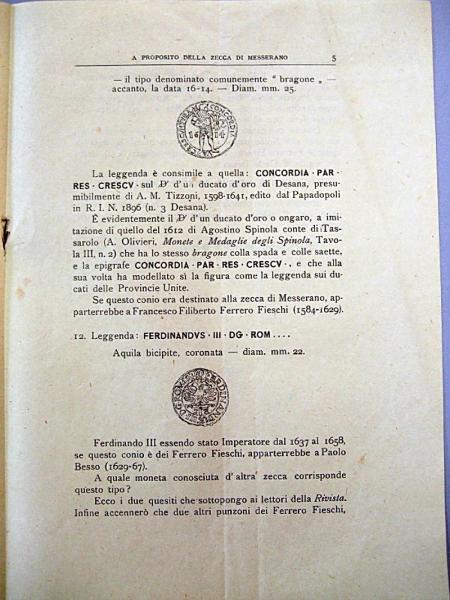 A PROPOSITO DELLA ZECCA DI MESSERANO 5
— il tipo denominato comunemente “ bragone „ —
accanto, la data 16-14. — Diam. mm. 25.
La leggenda è consimile a quella : CONCORDIA · PAR ·
RES · CRESCV · sul d'un ducato d'oro di Desana, presu-
mibilmente di A. M. Tizzoni, 1598-1641, edito dal Papadopoli
in R. I. N. 1896 (n. 3 Desana).
È evidentemente il d'un ducato d'oro o ongaro, a imi-
tazione di quello del 1612 di Agostino Spinola conte di Tas-
sarolo (A. Olivieri, Monete e Medaglie degli Spinola, Tavo-
la III, n. 2) che ha lo stesso bragone colla spada e colle saette,
e la epigrafe CONCORDIA · PAR · RES · CRESCV · , e che alla
sua volta ha modellato sì la figura come la leggenda sui du-
cati delle Provincie Unite.
Se questo conio era destinato alla zecca di Messerano, ap-
parterrebbe a Francesco Filiberto Ferrero Fieschi (1584-1629).
12. Leggenda: FERDINANDVS · III · DG · ROM ....
Aquila bicipite, coronata — diam. mm. 22.
Ferdinando III essendo stato Imperatore dal 1637 al 1658,
se questo conio è dei Ferrero Fieschi, apparterrebbe a Paolo
Besso (1629-67).
A quale moneta conosciuta d'altra zecca corrisponde
questo tipo?
Ecco i due quesiti che sottopongo ai lettori della Rivista.
Infine accennerò che due altri punzoni dei Ferrero Fieschi,